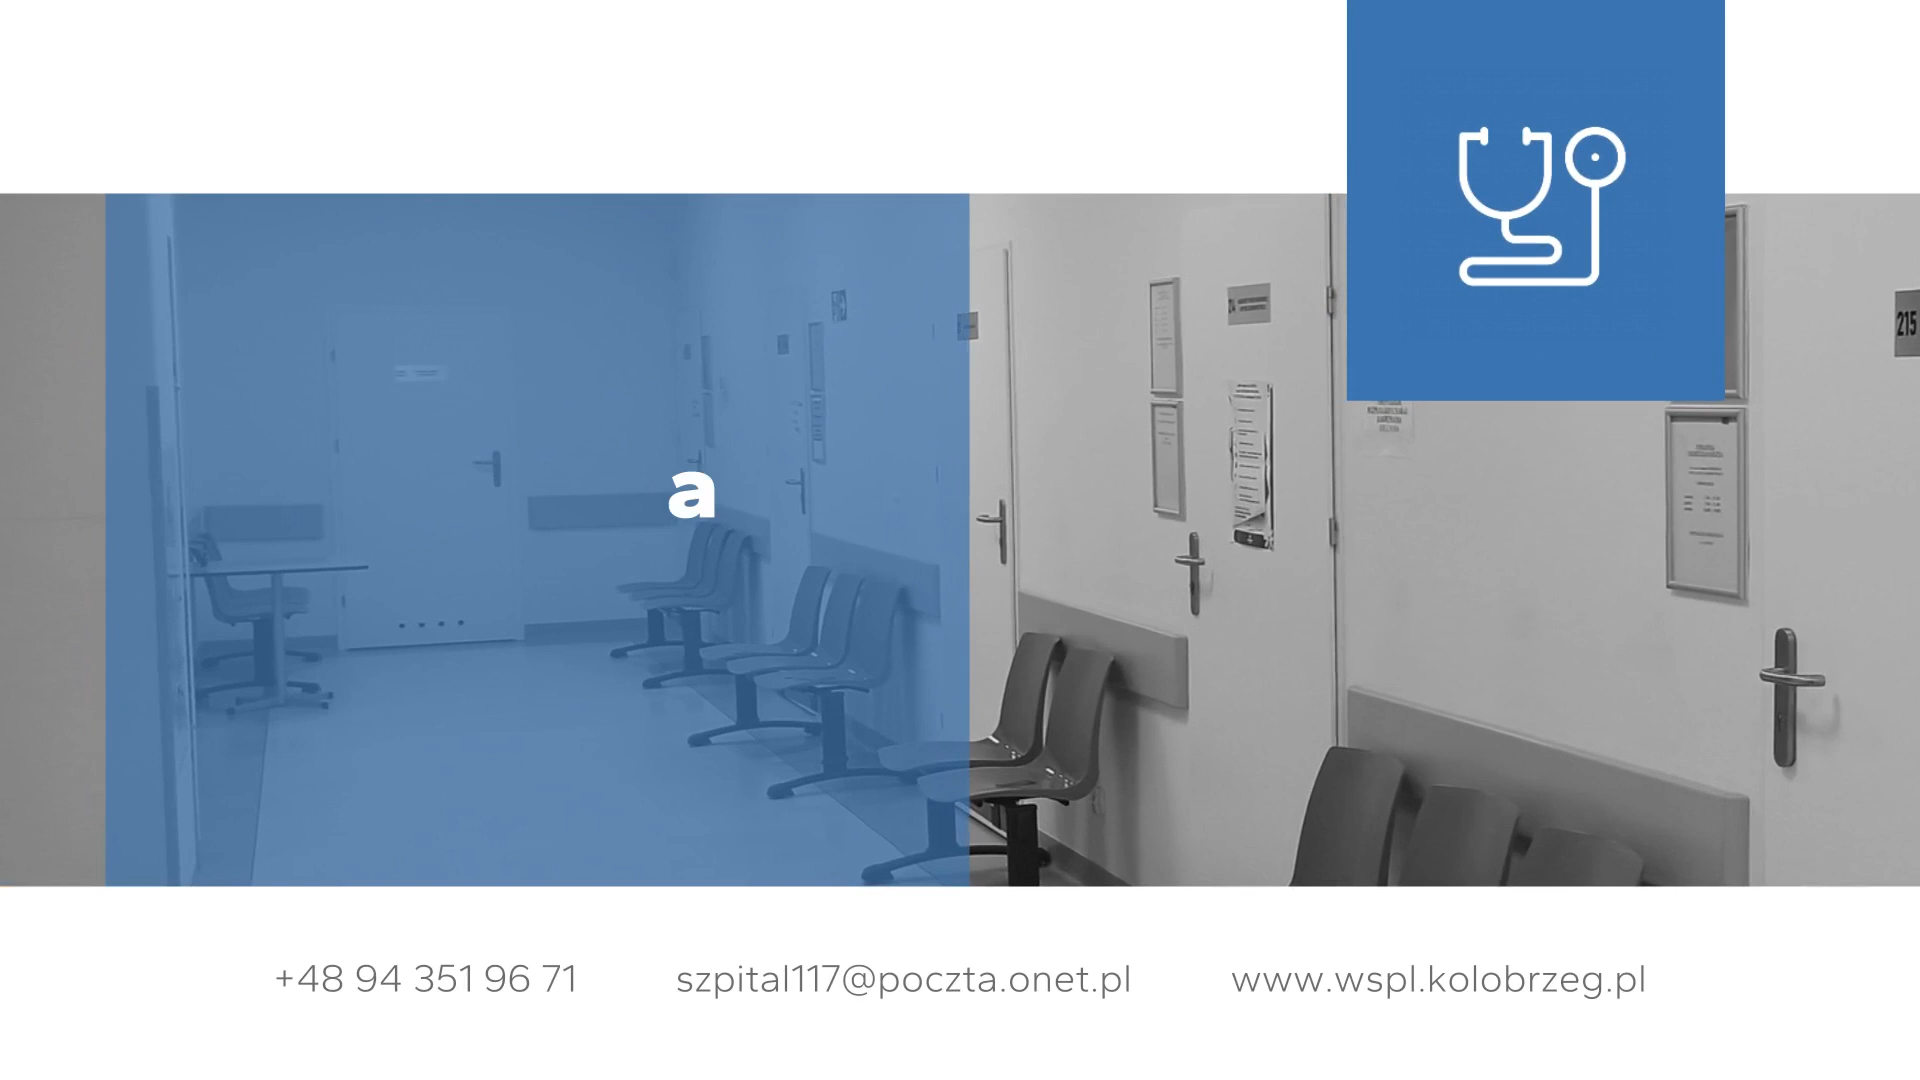 215
a
+48 94 351 96 71
szpital117@poczta.onet.pl
www.wspl.kolobrzeg.pl